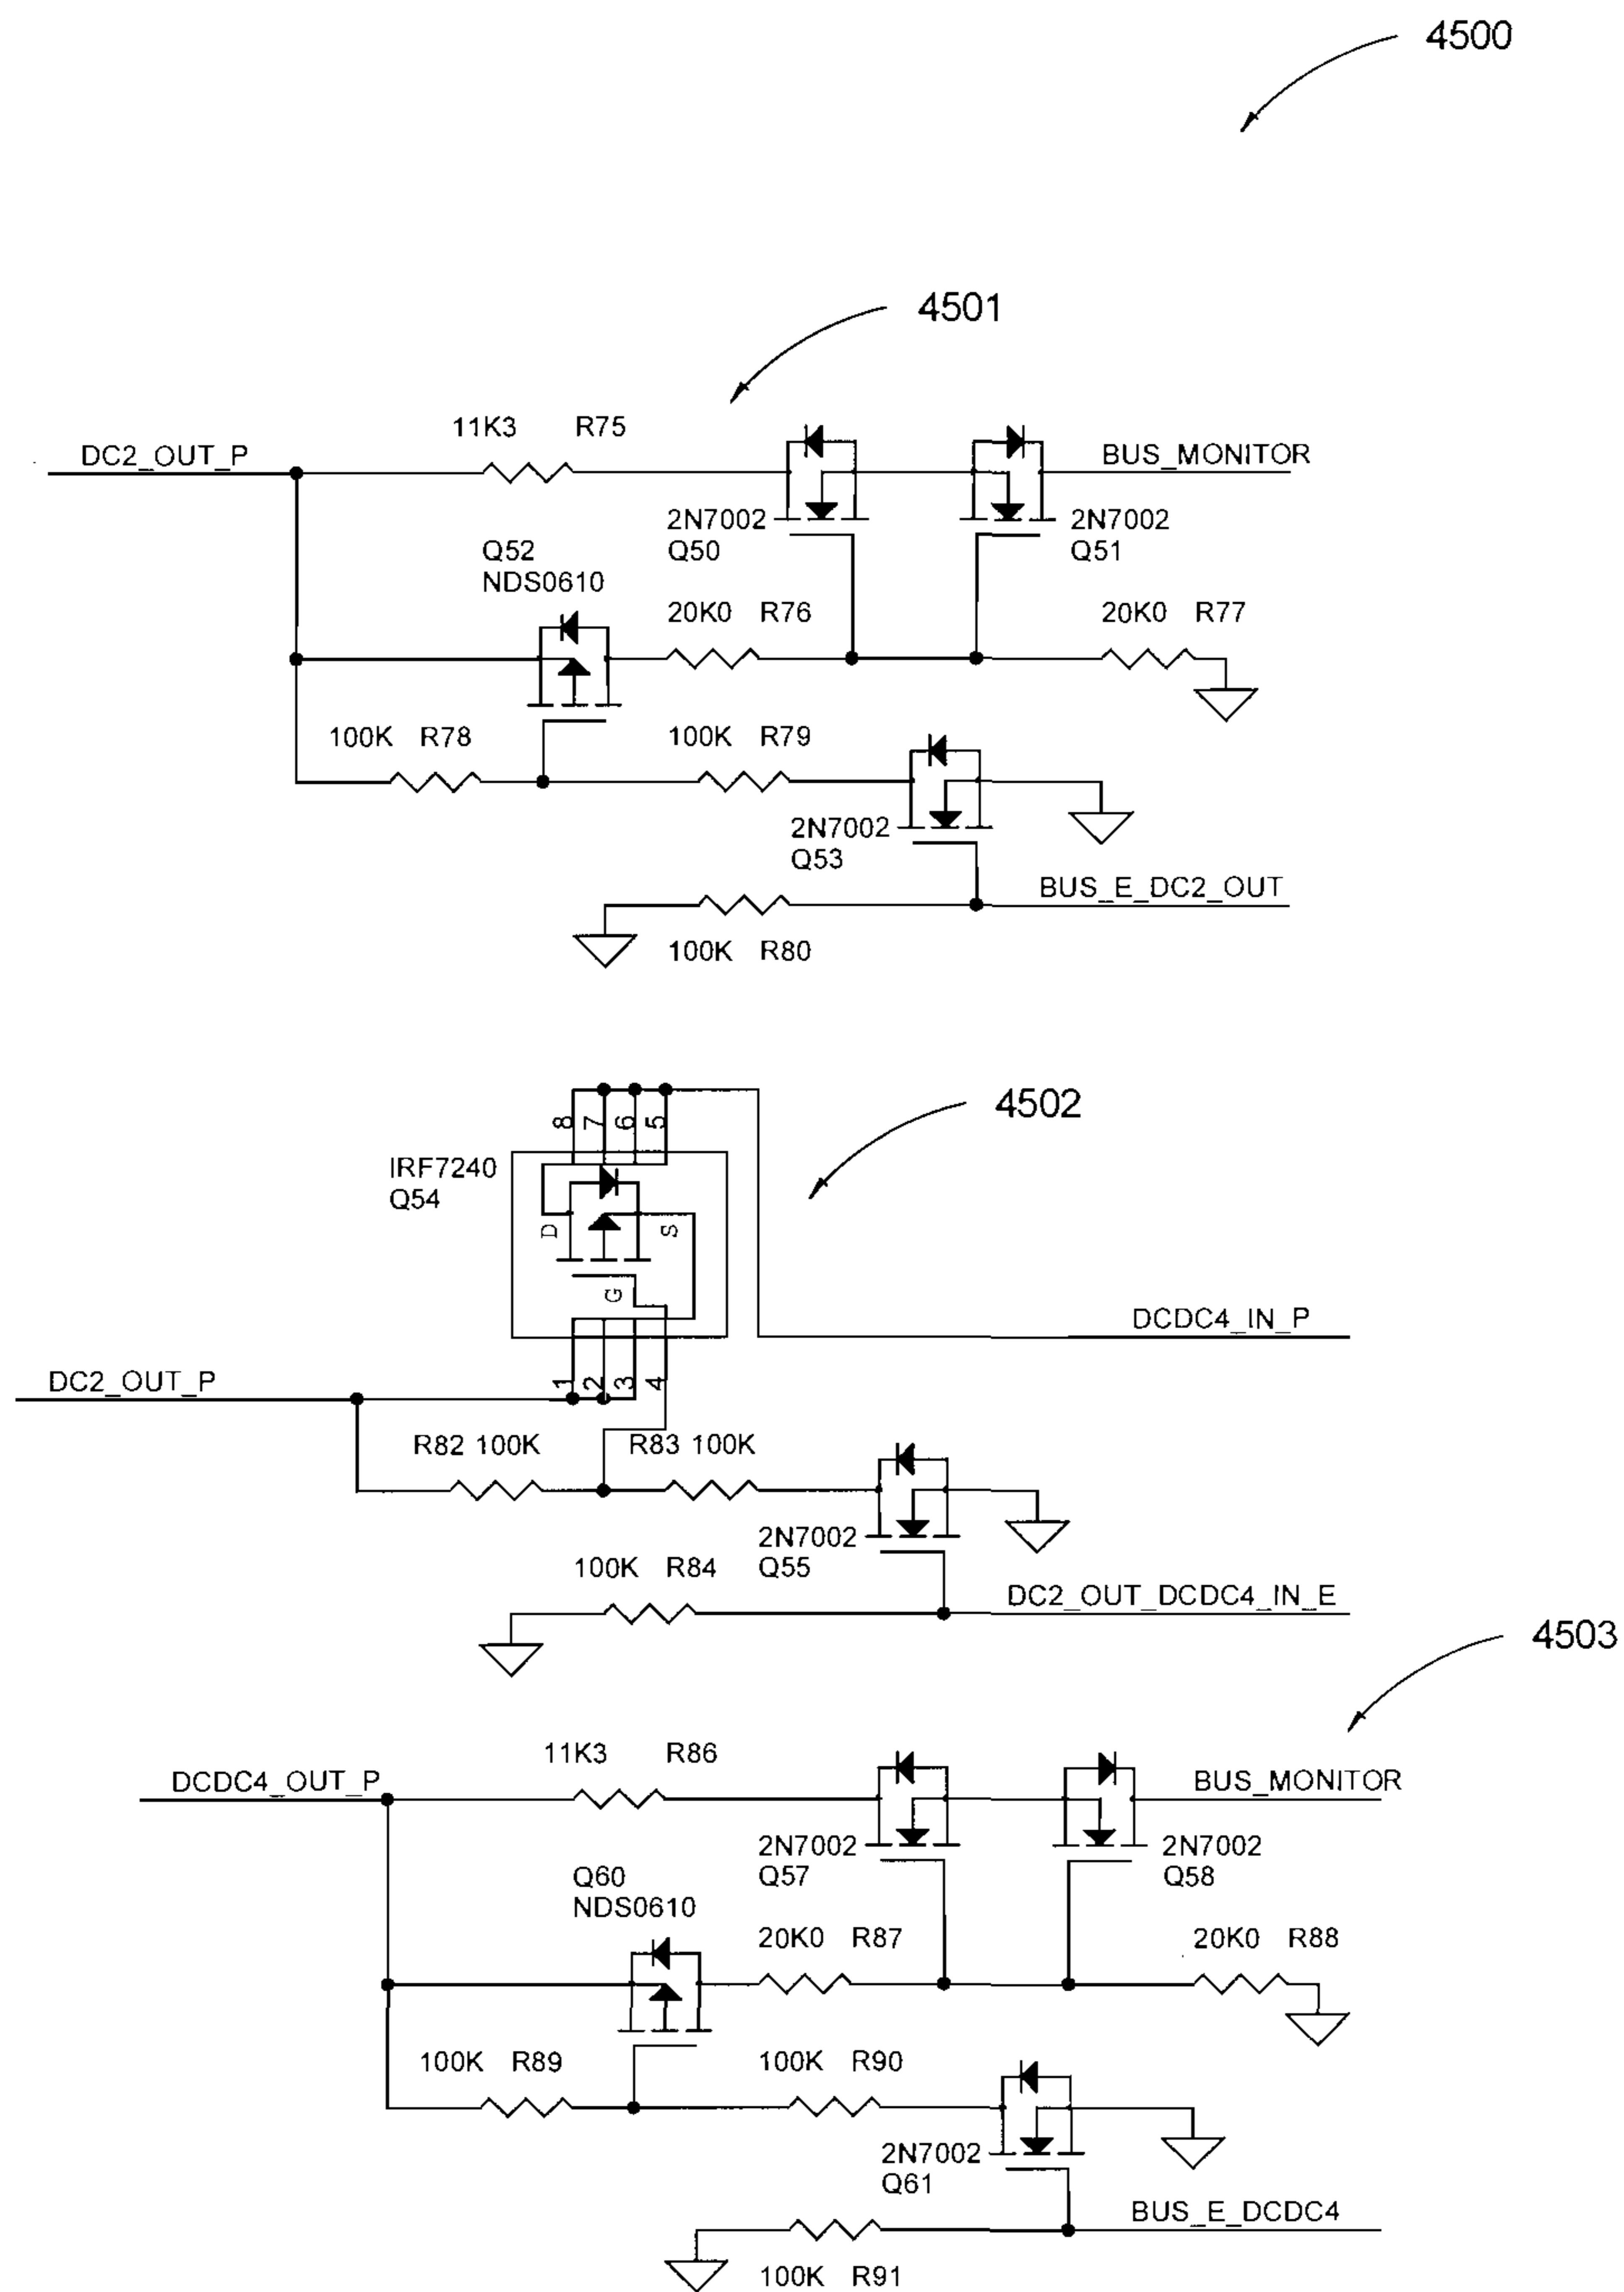 4500
4501
11K3 R75
DC2_OUT_P
BUS_MONITOR
2N7002
Q50
2N7002
Q51
Q52
NDS0610
20K0 R76
20K0 R77
100K R78
100K R79
2N7002
Q53
BUS_E_DC2_OUT
100K R80
4502
8 7 6 5
IRF7240
Q54
D
S
G
DCDC4_IN_P
DC2_OUT_P
1 2 3 4
R82 100K
R83 100K
2N7002
Q55
100K R84
DC2_OUT_DCDC4_IN_E
4503
11K3 R86
DCDC4_OUT_P
BUS_MONITOR
2N7002
Q57
2N7002
Q58
Q60
NDS0610
20K0 R87
20K0 R88
100K R89
100K R90
2N7002
Q61
BUS_E_DCDC4
100K R91